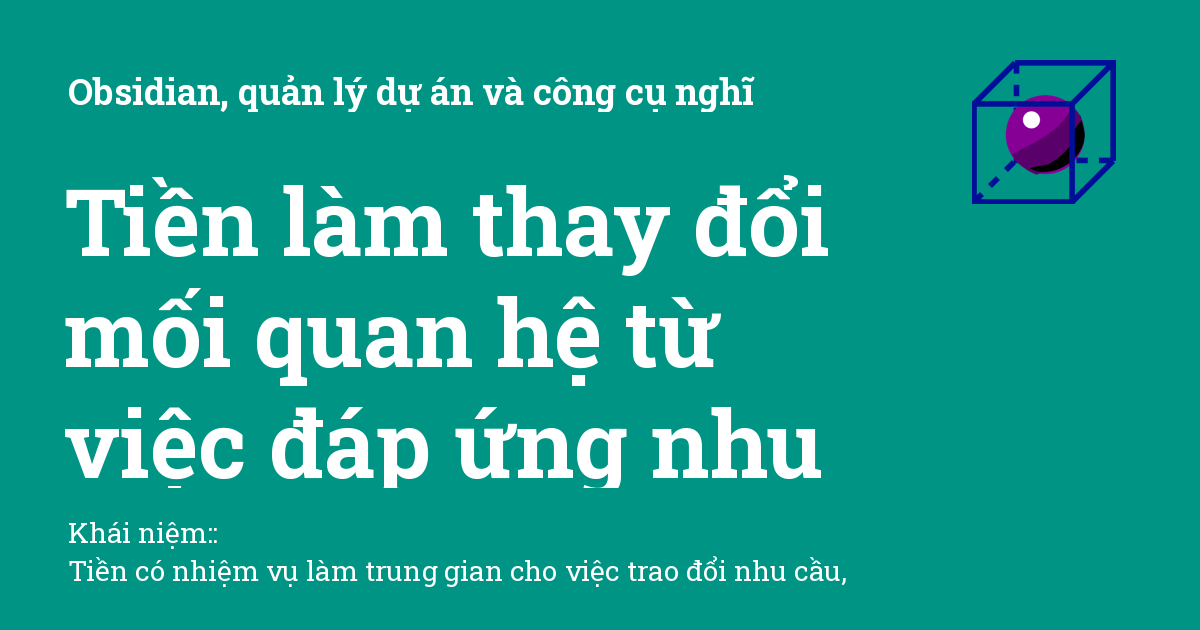 Obsidian, quản lý dự án và công cụ nghĩ
Tiền làm thay đổi
mối quan hệ từ
việc đáp ứng nhu
Khái niệm::
Tiền có nhiệm vụ làm trung gian cho việc trao đổi nhu cầu,